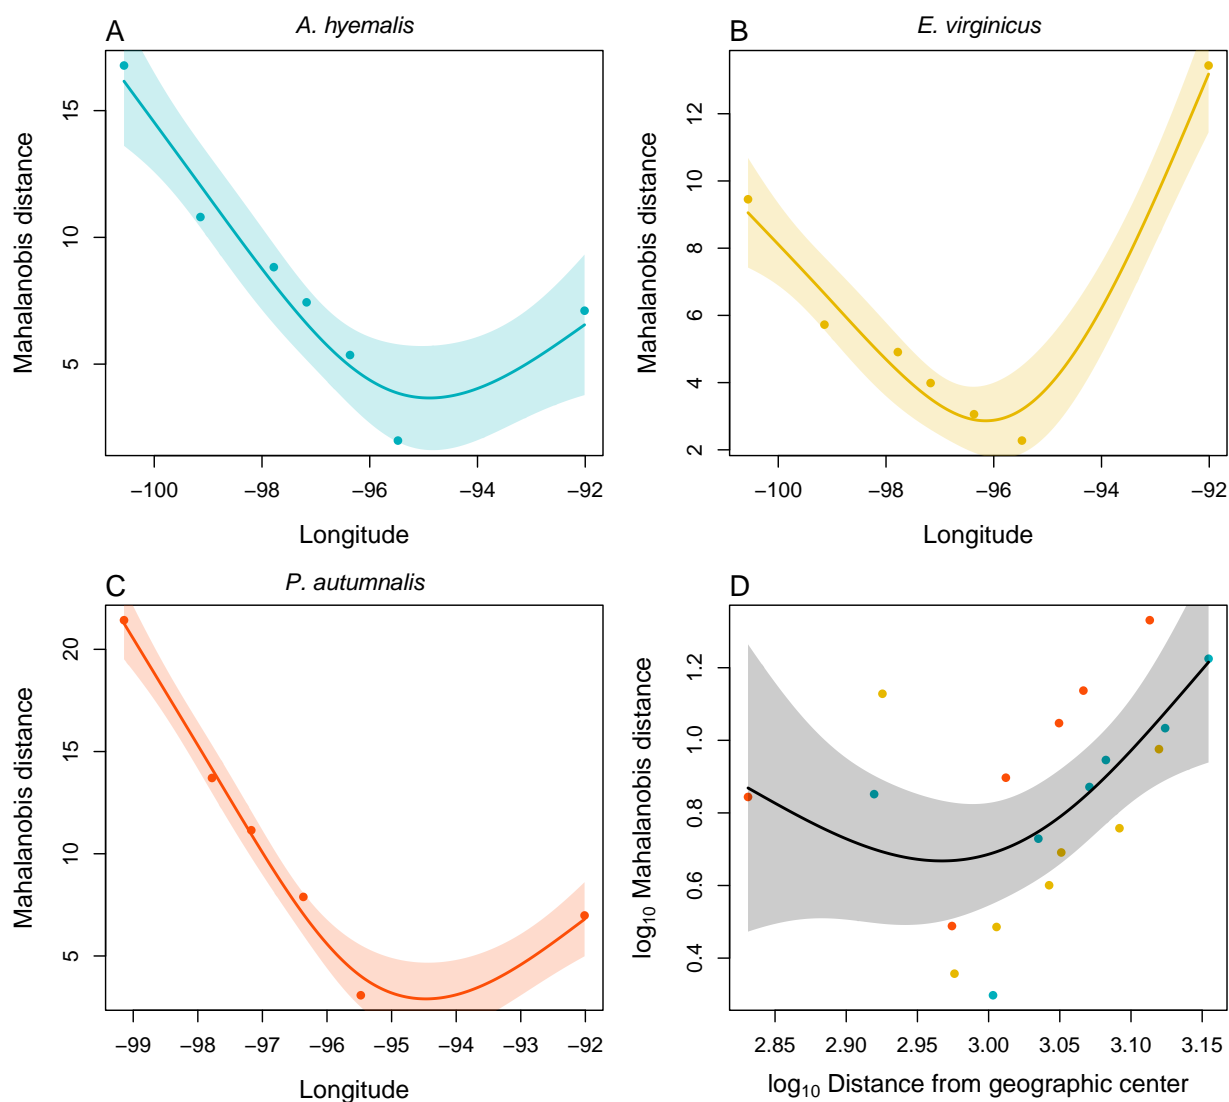 A
A. hyemalis
Mahalanobis distance
15
10
5
−100
−98
−96
−94
−92
Longitude
B
E. virginicus
Mahalanobis distance
12
10
8
6
4
2
−100
−98
−96
−94
−92
Longitude
C
P. autumnalis
Mahalanobis distance
20
15
10
5
−99
−98
−97
−96
−95
−94
−93
−92
Longitude
D
log10 Mahalanobis distance
1.2
1.0
0.8
0.6
0.4
2.85
2.90
2.95
3.00
3.05
3.10
3.15
log10 Distance from geographic center